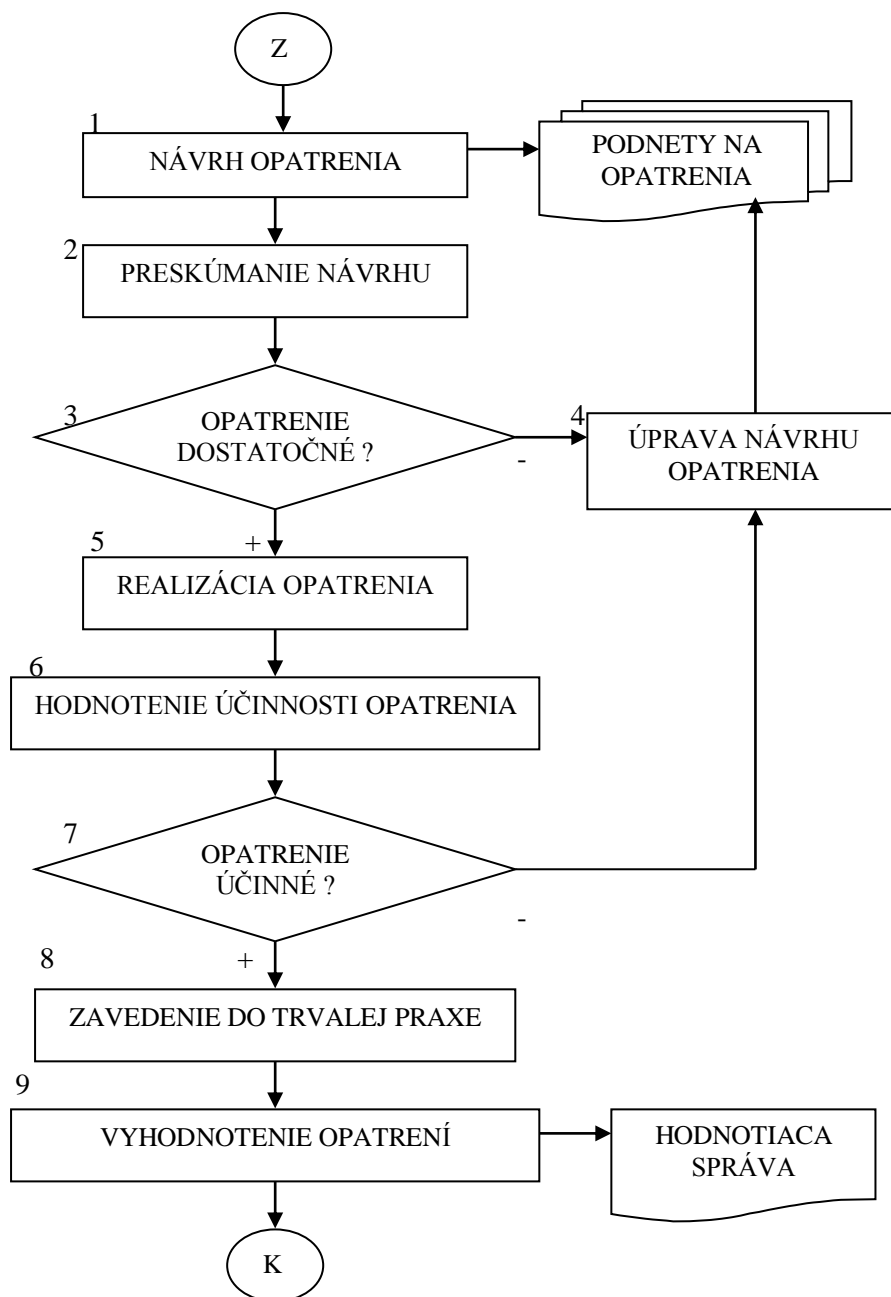 Z
1
NÁVRH OPATRENIA
PODNETY NA
OPATRENIA
2
PRESKÚMANIE NÁVRHU
3
OPATRENIE
DOSTATOČNÉ ?
-
4
ÚPRAVA NÁVRHU
OPATRENIA
+
5
REALIZÁCIA OPATRENIA
6
HODNOTENIE ÚČINNOSTI OPATRENIA
7
OPATRENIE
ÚČINNÉ ?
-
+
8
ZAVEDENIE DO TRVALEJ PRAXE
9
VYHODNOTENIE OPATRENÍ
HODNOTIACA
SPRÁVA
K